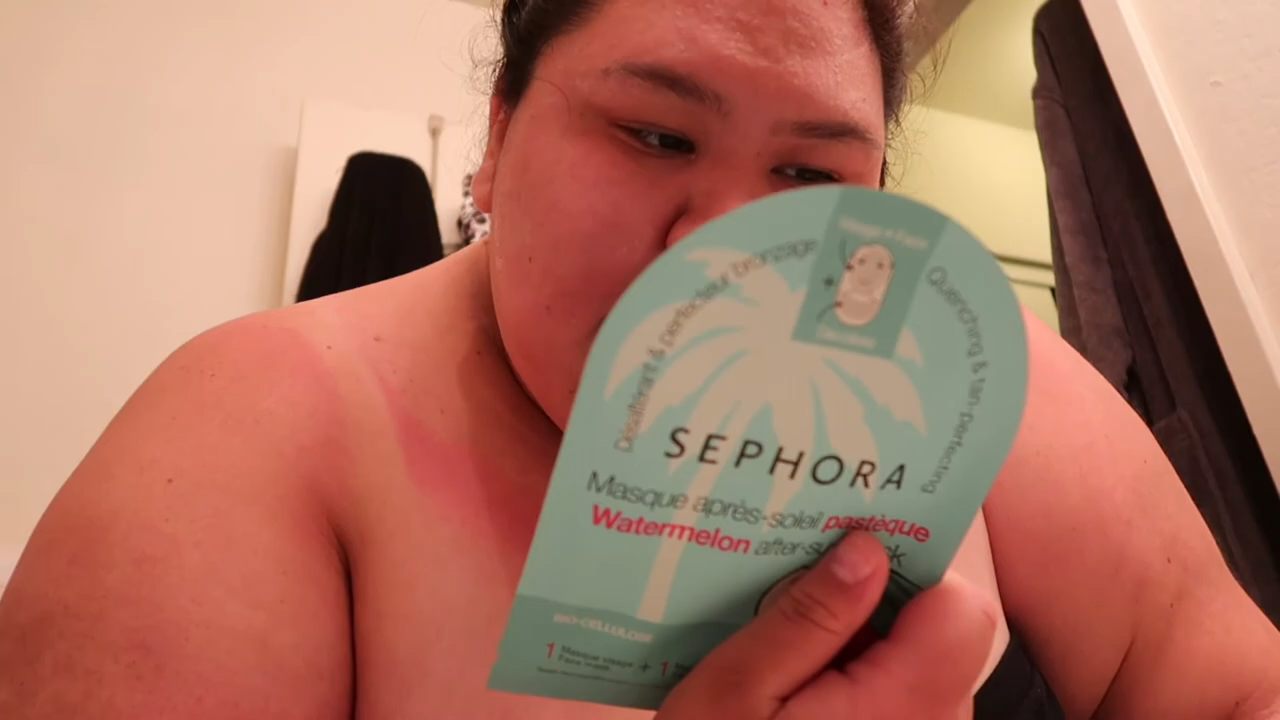 Visage + Face
Désaltérant & perfecteur bronzage
Quenching & tan-perfecting
SEPHORA
Masque après-soleil pastèque
Watermelon after-su
BIO-CELLULOSE
1 Masque visage
Face mask
+ 1